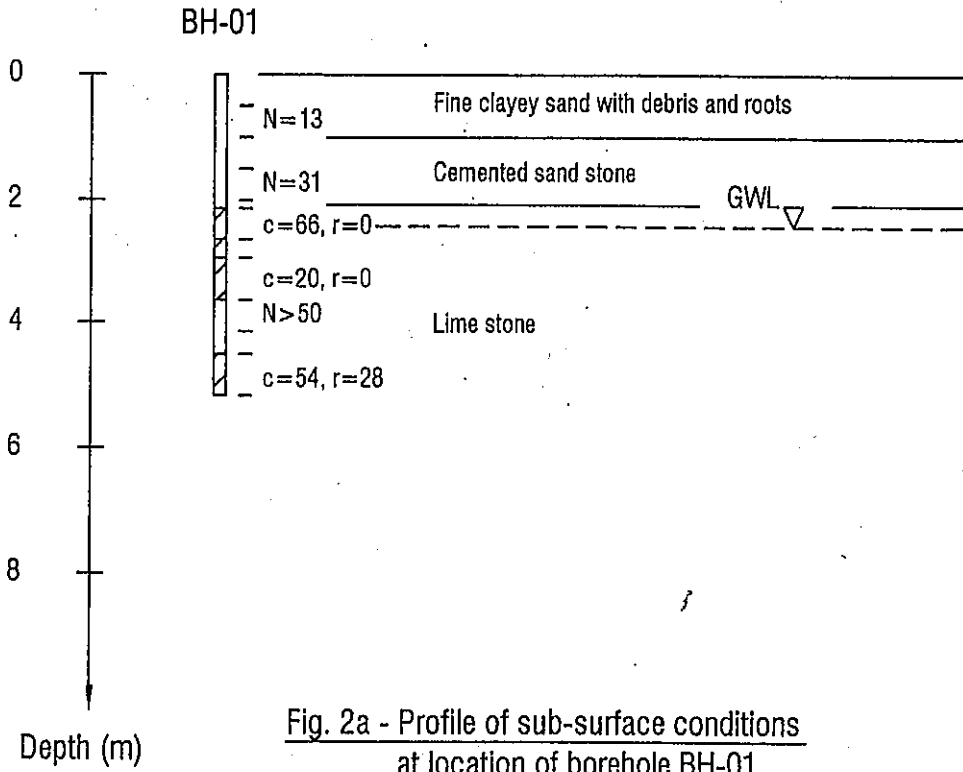 BH-01
0
Fine clayey sand with debris and roots
N=13
Cemented sand stone
N=31
2
GWL
c=66, r=0
c=20, r=0
N>50
4
Lime stone
c=54, r=28
6
8
Fig. 2a - Profile of sub-surface conditions
at location of borehole BH-01
Depth (m)